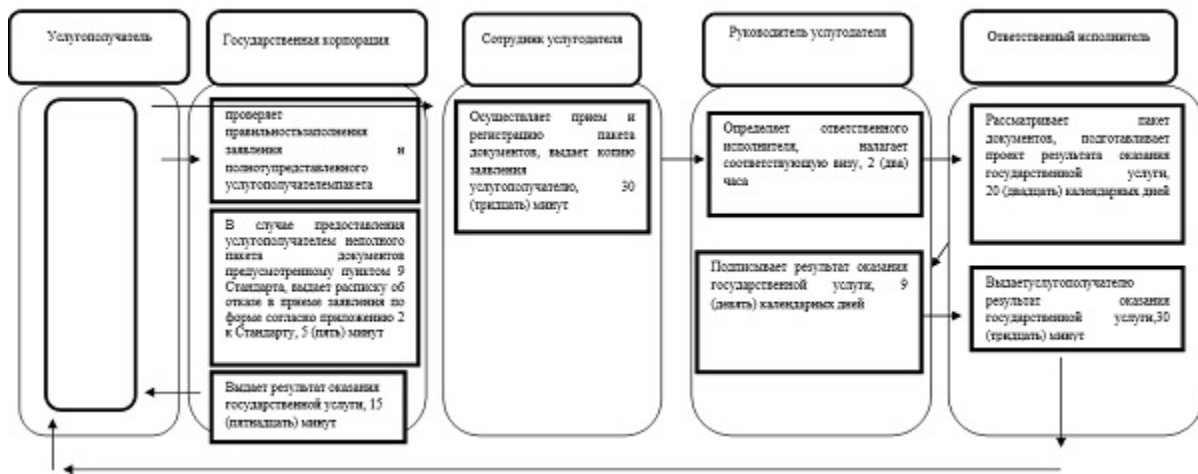 Услугополучатель
Государственная корпорация
Сотрудник услугодателя
Руководитель услугодателя
Ответственный исполнитель
проверяет
правильностьзаполнения
заявления и
полнотупредставленного
услугополучателемпакета
В случае предоставления
услугополучателем неполного
пакета документов
предусмотренному пунктом 9
Стандарта, выдает расписку об
отказе в приеме заявления по
форме согласно приложению 2
к Стандарту, 5 (пять) минут
Выдает результат оказания
государственной услуги, 15
(пятнадцать) минут
Осуществляет прием и
регистрацию пакета
документов, выдает копию
заявления
услугополучателю, 30
(тридцать) минут
Определяет ответственного
исполнителя, налагает
соответствующую визу, 2 (два)
часа
Подписывает результат оказания
государственной услуги, 9
(девять) календарных дней
Рассматривает пакет
документов, подготавливает
проект результата оказания
государственной услуги,
20 (двадцать) календарных дней
Выдаетуслугополучателю
результат оказания
государственной услуги,30
(тридцать) минут